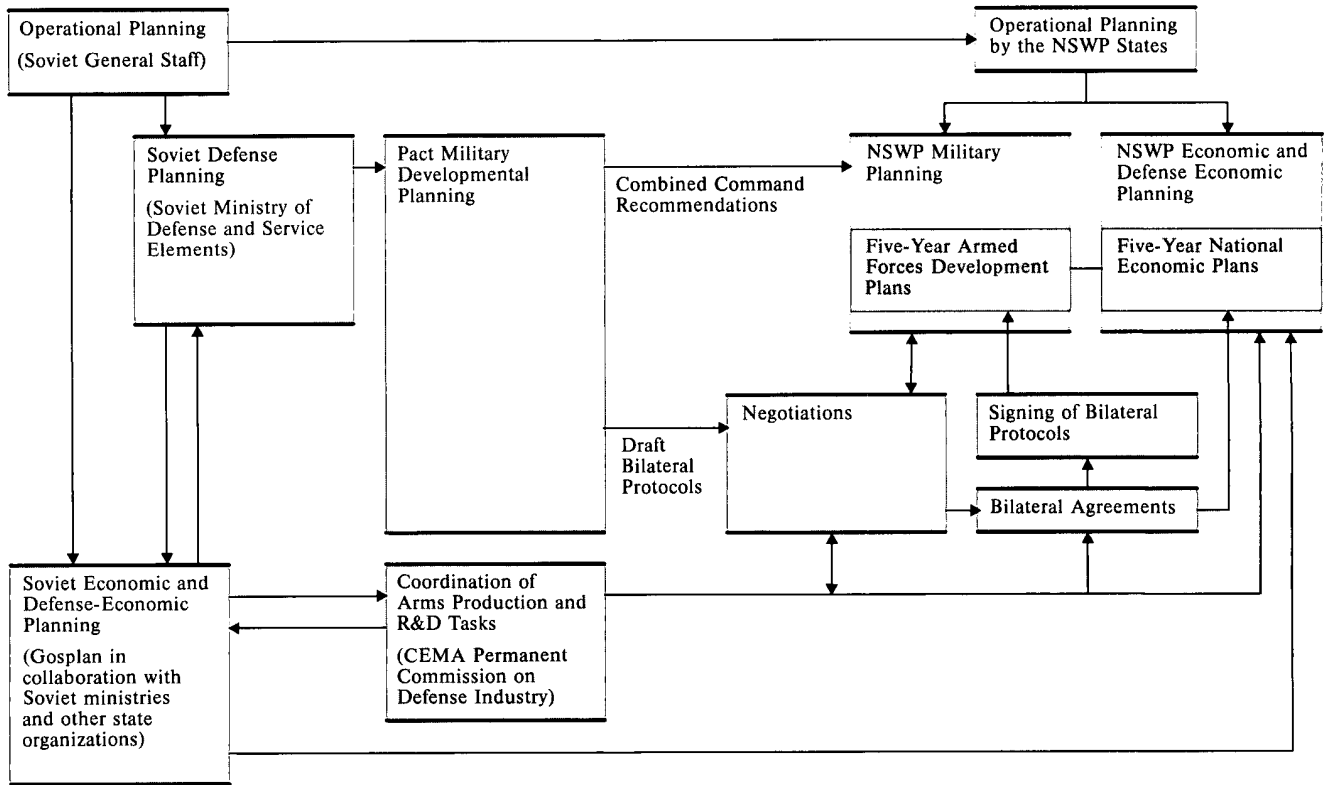 Operational Planning
(Soviet General Staff)
Operational Planning
by the NSWP States
Soviet Defense
Planning
(Soviet Ministry of
Defense and Service
Elements)
Pact Military
Developmental
Planning
Combined Command
Recommendations
NSWP Military
Planning
NSWP Economic and
Defense Economic
Planning
Five-Year Armed
Forces Development
Plans
Five-Year National
Economic Plans
Draft
Bilateral
Protocols
Negotiations
Signing of Bilateral
Protocols
Bilateral Agreements
Soviet Economic and
Defense-Economic
Planning
(Gosplan in
collaboration with
Soviet ministries
and other state
organizations)
Coordination of
Arms Production and
R&D Tasks
(CEMA Permanent
Commission on
Defense Industry)